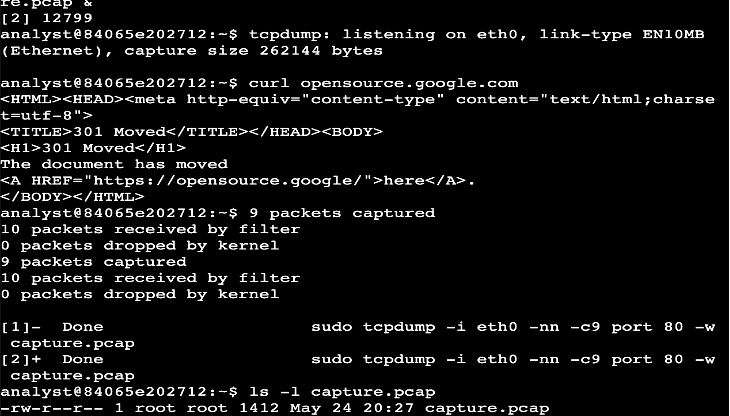 re.pcap &
[2] 12799
analyst@84065e202712:~$ tcpdump: listening on eth0, link-type EN10MB
(Ethernet), capture size 262144 bytes
analyst@84065e202712:~$ curl opensource.google.com
<HTML><HEAD><meta http-equiv="content-type" content="text/html;charse
t=utf-8">
<TITLE>301 Moved</TITLE></HEAD><BODY>
<H1>301 Moved</H1>
The document has moved
<A HREF="https://opensource.google/">here</A>.
</BODY></HTML>
analyst@84065e202712:~$ 9 packets captured
10 packets received by filter
0 packets dropped by kernel
9 packets captured
10 packets received by filter
0 packets dropped by kernel
[1]-  Done                    sudo tcpdump -i eth0 -nn -c9 port 80 -w
 capture.pcap
[2]+  Done                    sudo tcpdump -i eth0 -nn -c9 port 80 -w
 capture.pcap
analyst@84065e202712:~$ ls -l capture.pcap
-rw-r--r-- 1 root root 1412 May 24 20:27 capture.pcap